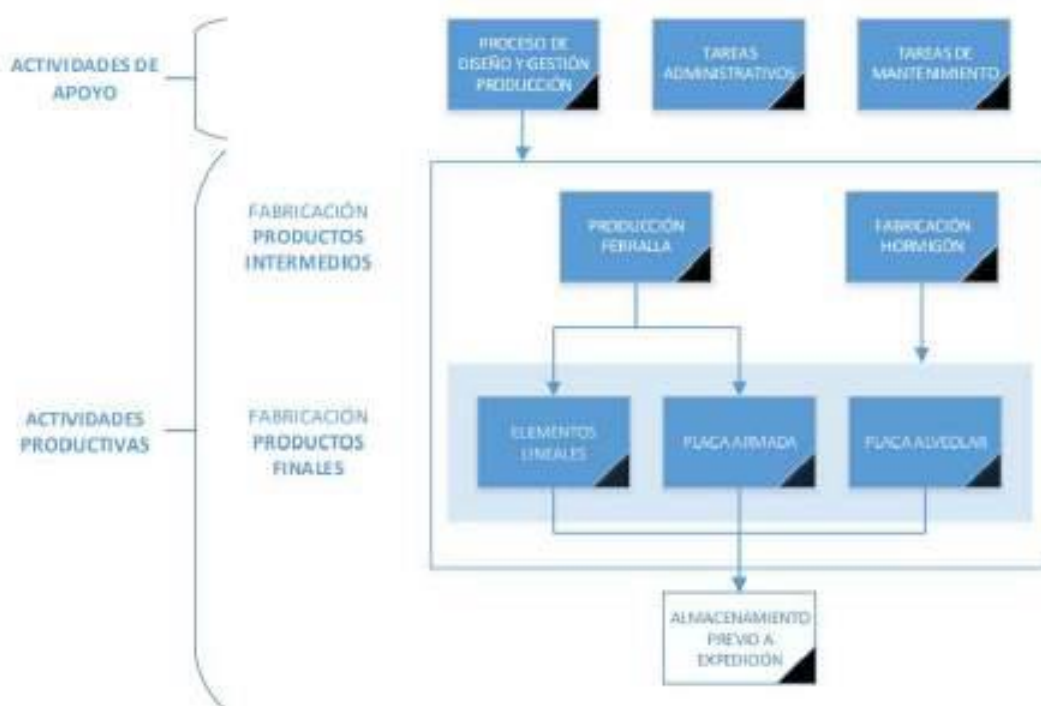 ACTIVIDADES DE
APOYO
PROCESO DE
DISEÑO Y GESTIÓN
PRODUCCIÓN
TAREAS
ADMINISTRATIVOS
TAREAS DE
MANTENIMIENTO
ACTIVIDADES
PRODUCTIVAS
FABRICACIÓN
PRODUCTOS
INTERMEDIOS
PRODUCCIÓN
FERRALLA
FABRICACIÓN
HORMIGÓN
FABRICACIÓN
PRODUCTOS
FINALES
ELEMENTOS
LINEALES
PLACA ARMADA
PLACA ALVEOLAR
ALMACENAMIENTO
PREVIO A
EXPEDICIÓN